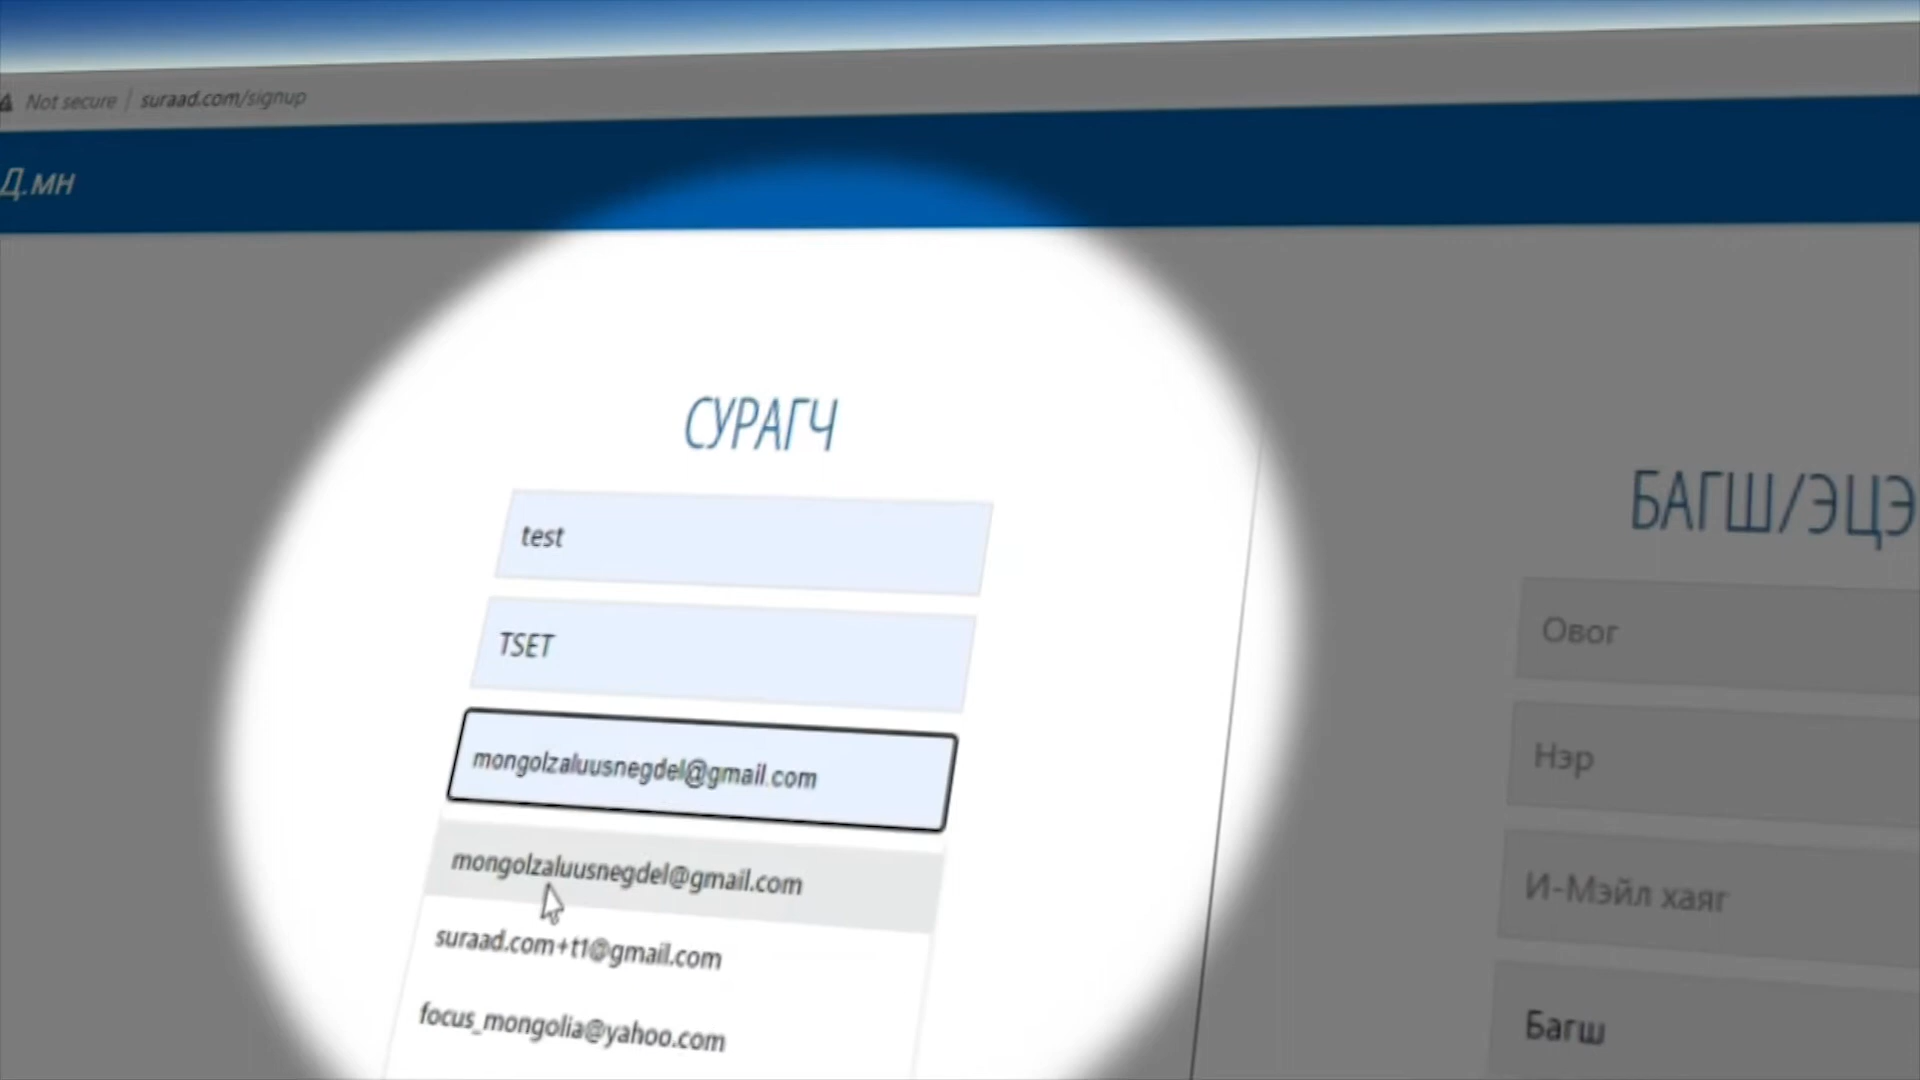 Not secure | suraad.com/signup
Д.мн
СУРАГЧ
test
TSET
mongolzaluusnegdel@gmail.com
mongolzaluusnegdel@gmail.com
suraad.com+t1@gmail.com
focus_mongolia@yahoo.com
БАГШ/ЭЦЭ
Овог
Нэр
И-Мэйл хаяг
Багш